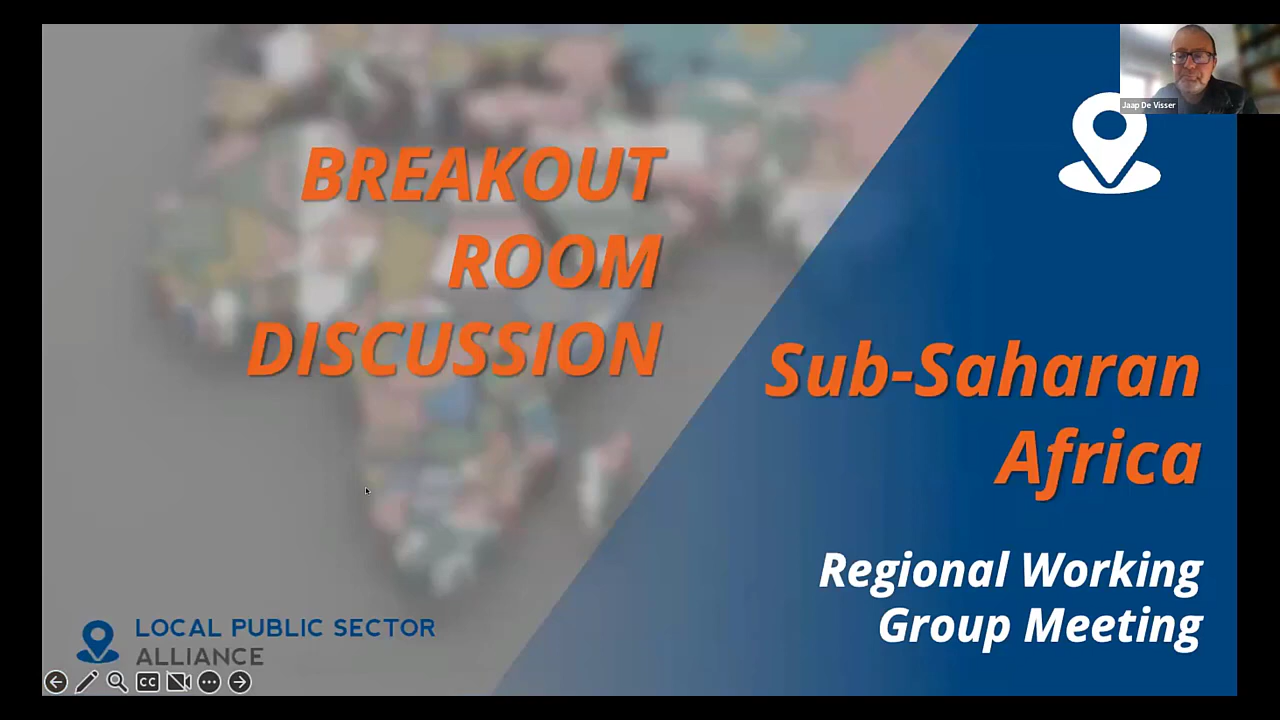 Jaap De Visser
BREAKOUT
ROOM
DISCUSSION
Sub-Saharan
Africa
Regional Working
Group Meeting
LOCAL PUBLIC SECTOR
ALLIANCE
CC